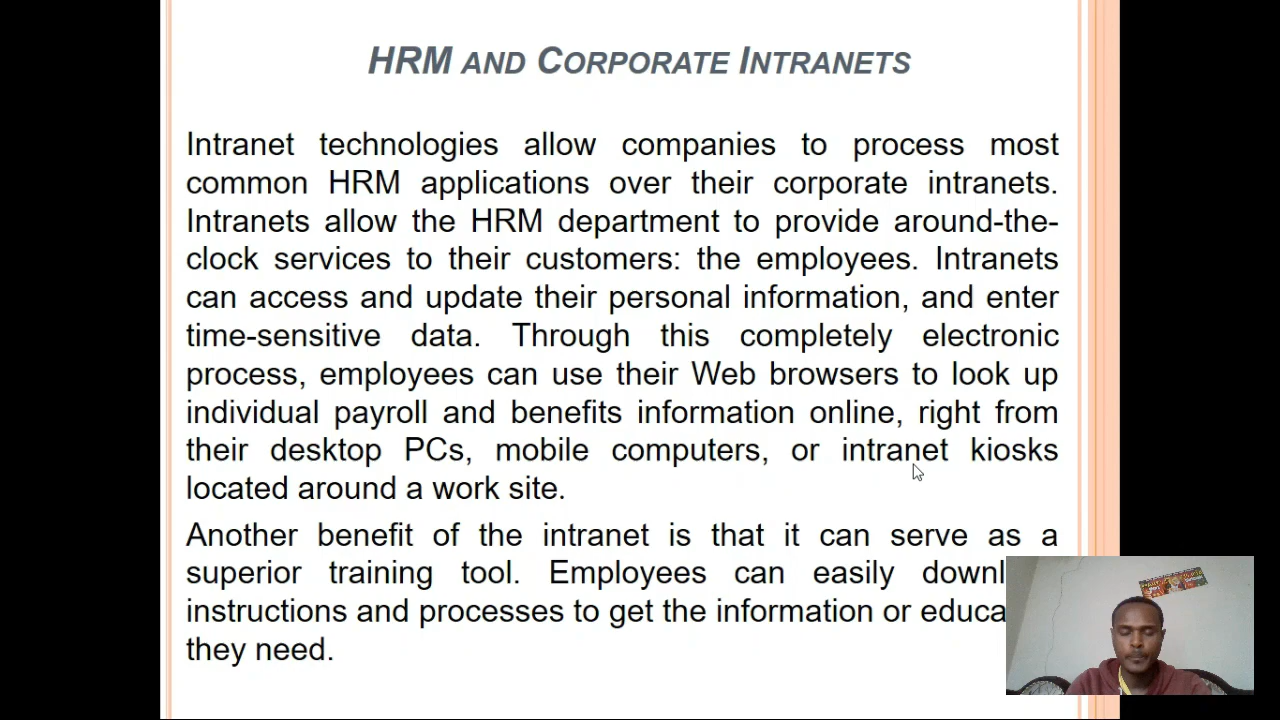 HRM AND CORPORATE INTRANETS
Intranet technologies allow companies to process most
common HRM applications over their corporate intranets.
Intranets allow the HRM department to provide around-the-
clock services to their customers: the employees. Intranets
can access and update their personal information, and enter
time-sensitive data. Through this completely electronic
process, employees can use their Web browsers to look up
individual payroll and benefits information online, right from
their desktop PCs, mobile computers, or intranet kiosks
located around a work site.
Another benefit of the intranet is that it can serve as a
superior training tool. Employees can easily downl
instructions and processes to get the information or educa
they need.